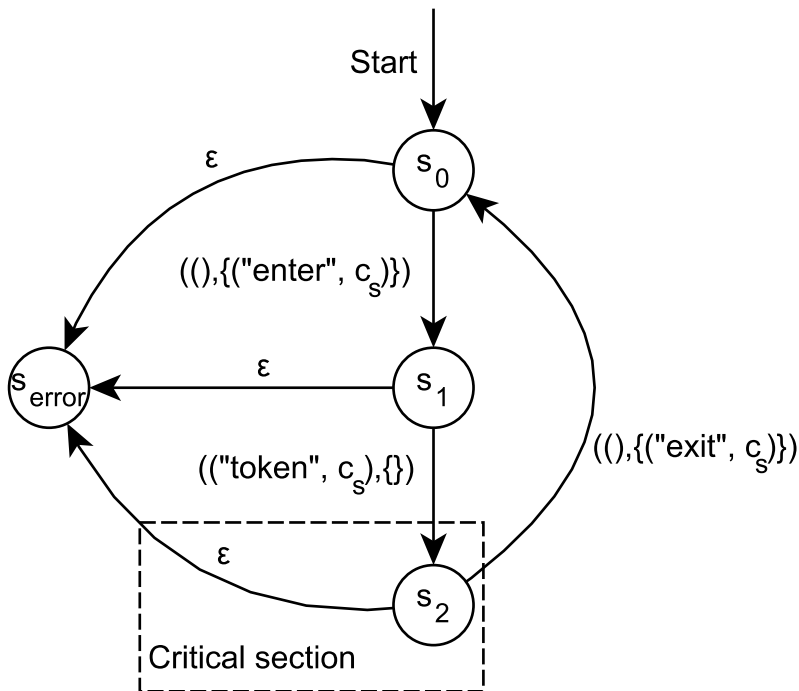 Start
ε
s0
((),{("enter", cs)})
serror
ε
s1
(("token", cs),{})
((),{("exit", cs)})
ε
s2
Critical section